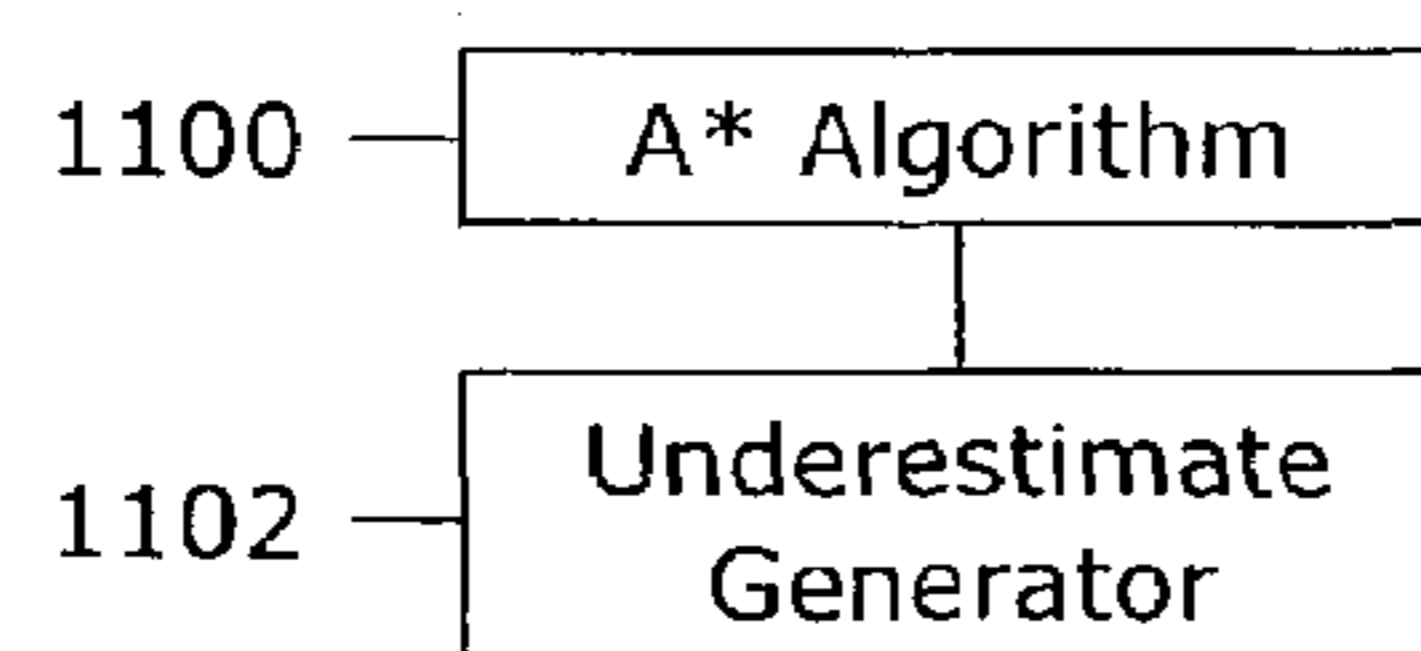 1100
A* Algorithm
1102
Underestimate
Generator